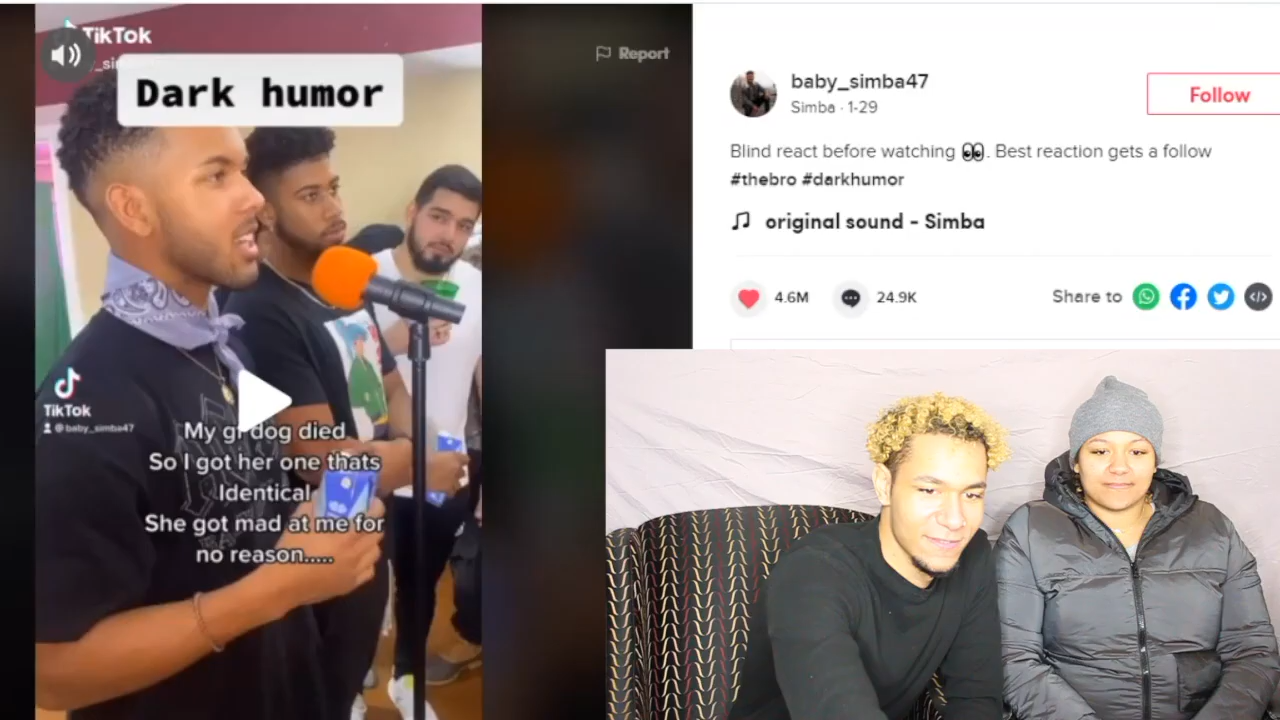 TikTok
Dark humor
Report
TikTok
@baby_simba47
My gf dog died
So I got her one thats
Identical
She got mad at me for
no reason.....
baby_simba47
Simba · 1-29
Follow
Blind react before watching 👀. Best reaction gets a follow
#thebro #darkhumor
original sound - Simba
4.6M
24.9K
Share to